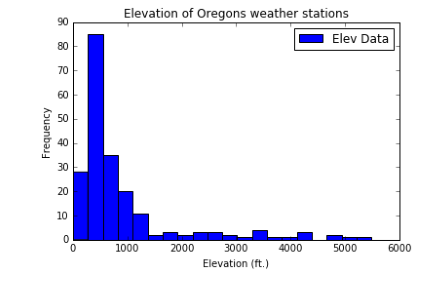 Elevation of Oregons weather stations
Elev Data
Frequency
90
80
70
60
50
40
30
20
10
0
0 1000 2000 3000 4000 5000 6000
Elevation (ft.)